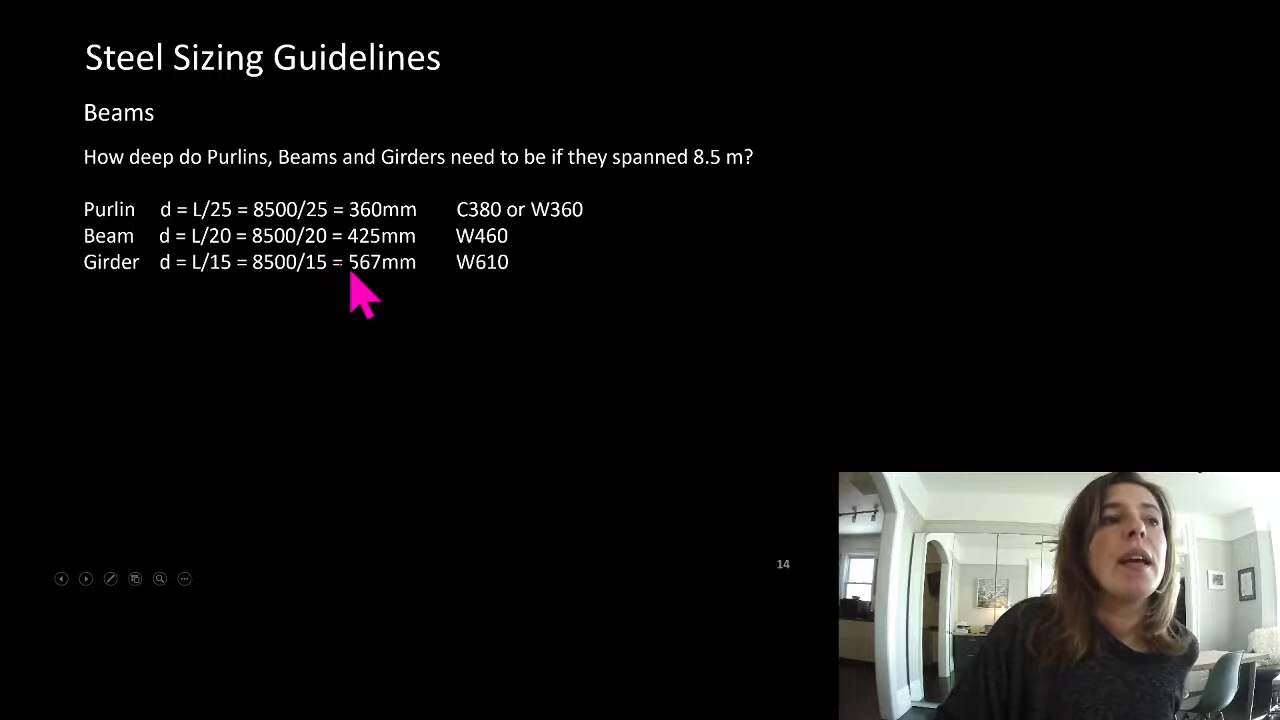 Steel Sizing Guidelines
Beams
How deep do Purlins, Beams and Girders need to be if they spanned 8.5 m?
Purlin d = L/25 = 8500/25 = 360mm C380 or W360
Beam d = L/20 = 8500/20 = 425mm W460
Girder d = L/15 = 8500/15 = 567mm W610
14